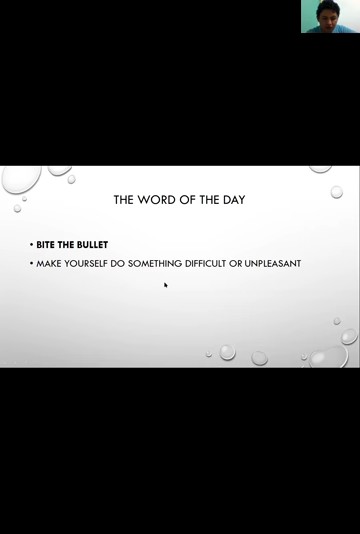 THE WORD OF THE DAY
• BITE THE BULLET
• MAKE YOURSELF DO SOMETHING DIFFICULT OR UNPLEASANT